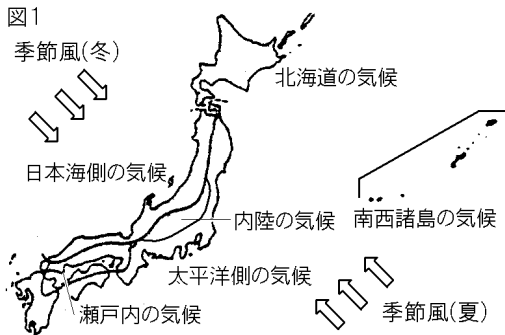 図1
季節風(冬)
北海道の気候
日本海側の気候
内陸の気候
南西諸島の気候
太平洋側の気候
瀬戸内の気候
季節風(夏)